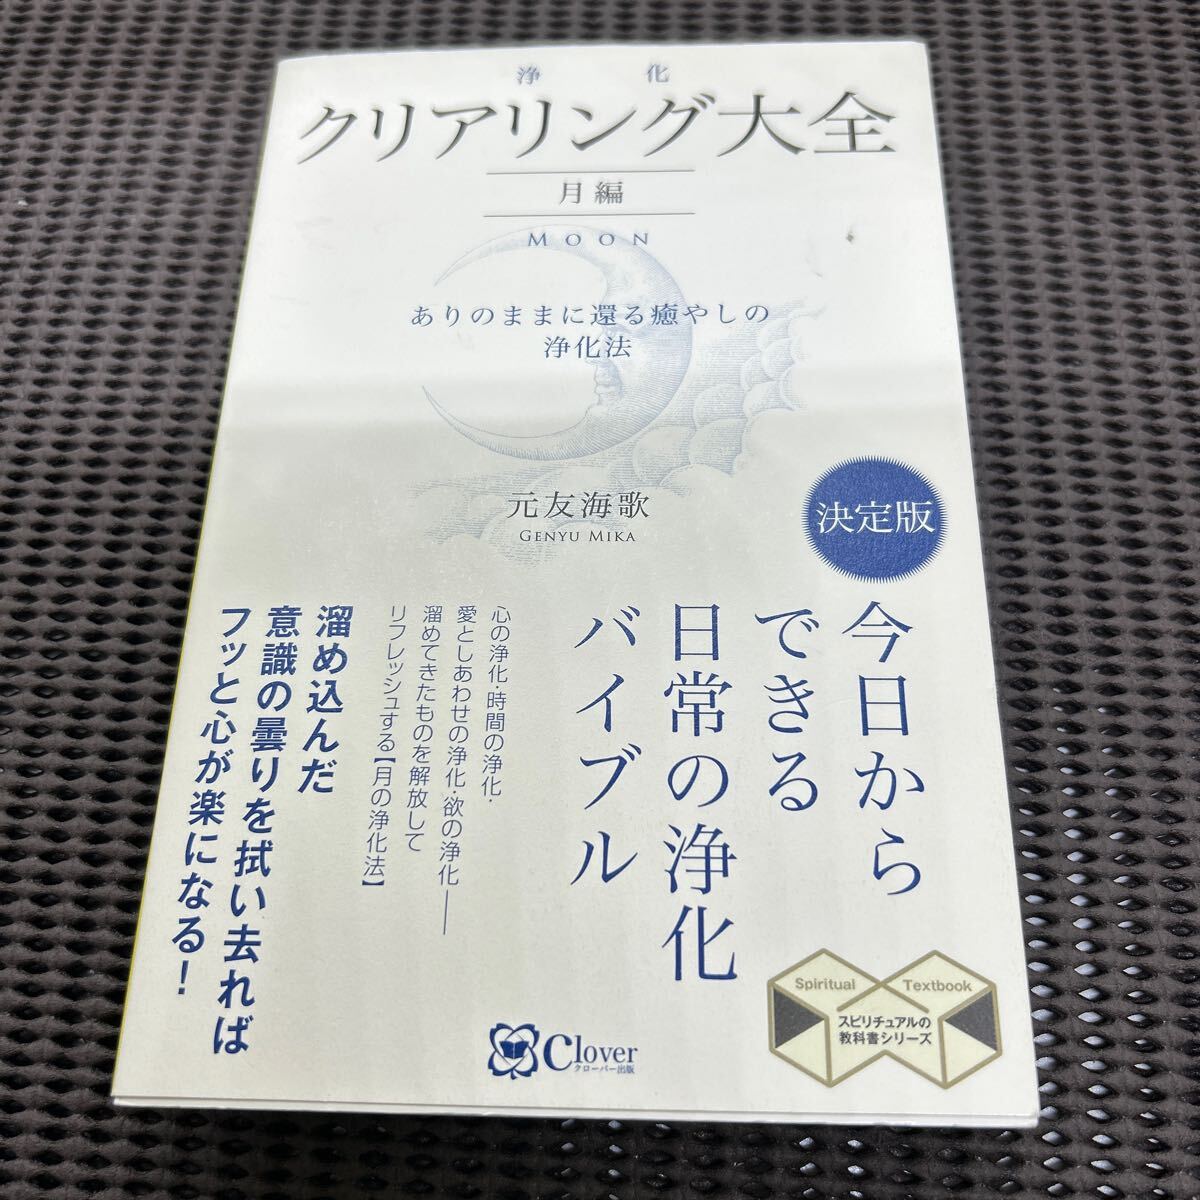 浄化
クリアリング大全
月編
MOON
ありのままに還る癒やしの
浄化法
元友海歌
GENYU MIKA
決定版
今日から
できる
日常の浄化
バイブル
心の浄化・時間の浄化・
愛としあわせの浄化・欲の浄化――
溜めてきたものを解放して
リフレッシュする【月の浄化法】
溜め込んだ
意識の曇りを拭い去れば
フッと心が楽になる!
Spiritual Textbook
スピリチュアルの
教科書シリーズ
Clover
クローバー出版